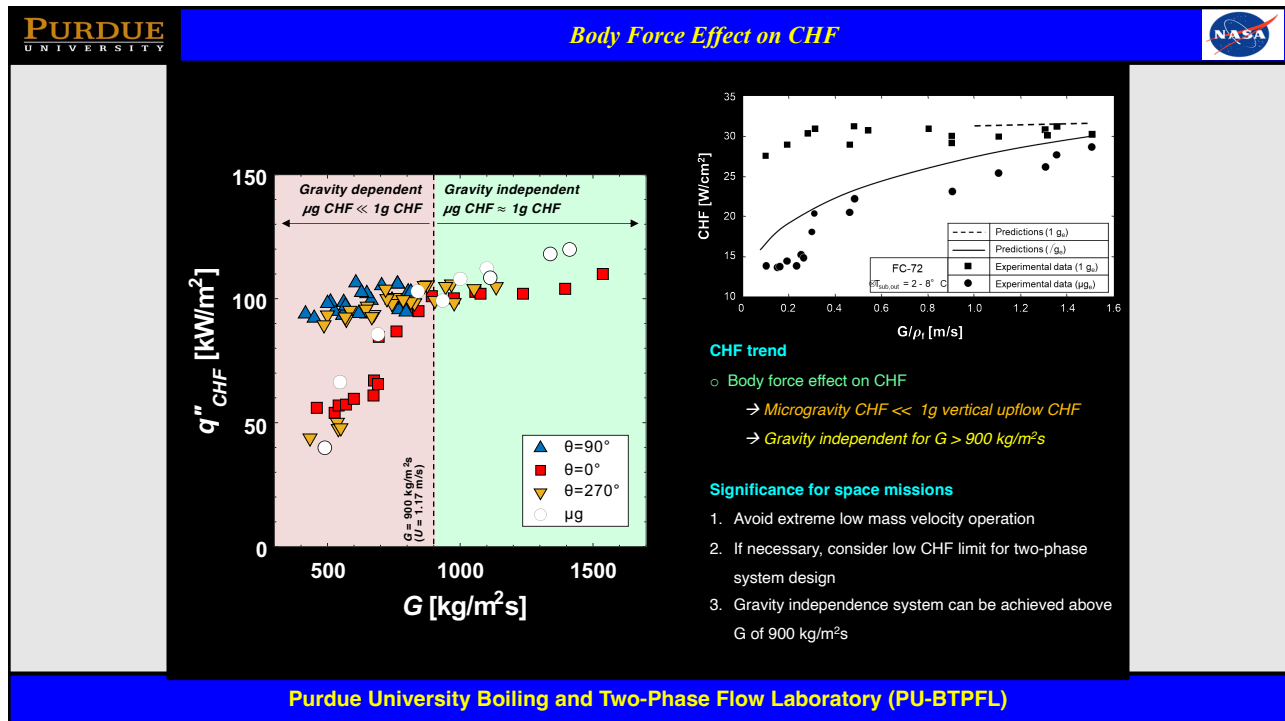 PURDUE
UNIVERSITY
Body Force Effect on CHF
NASA
150
100
50
0
500
1000
1500
q″CHF [kW/m²]
G [kg/m²s]
Gravity dependent
μg CHF ≪ 1g CHF
Gravity independent
μg CHF ≈ 1g CHF
G = 900 kg/m²s
(U = 1.17 m/s)
θ=90°
θ=0°
θ=270°
μg
35
30
25
20
15
10
0
0.2
0.4
0.6
0.8
1.0
1.2
1.4
1.6
CHF [W/cm²]
G/ρf [m/s]
FC-72
sub,out = 2 - 8° C
Predictions (1 ge)
Predictions (/ge)
Experimental data (1 ge)
Experimental data (μge)
CHF trend
○ Body force effect on CHF
→ Microgravity CHF << 1g vertical upflow CHF
→ Gravity independent for G > 900 kg/m²s
Significance for space missions
1. Avoid extreme low mass velocity operation
2. If necessary, consider low CHF limit for two-phase
system design
3. Gravity independence system can be achieved above
G of 900 kg/m²s
Purdue University Boiling and Two-Phase Flow Laboratory (PU-BTPFL)